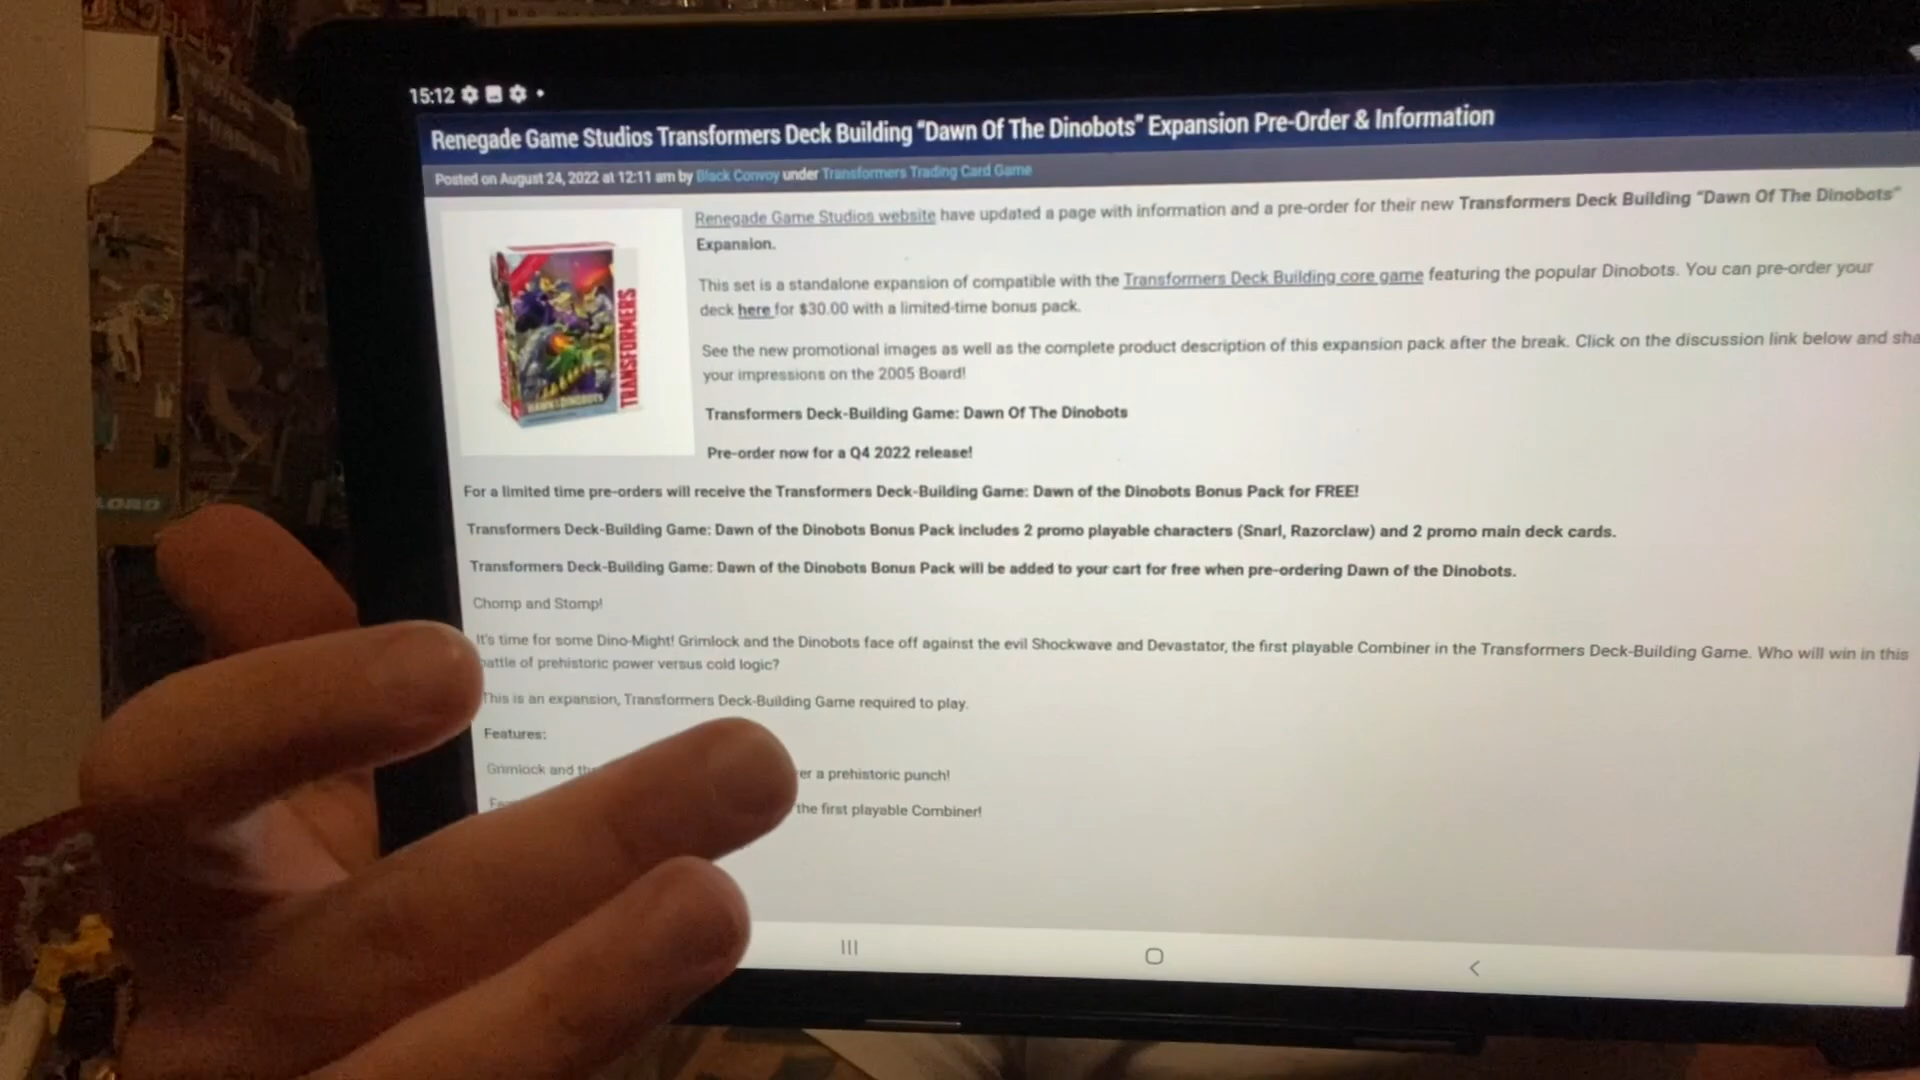 15:12
Renegade Game Studios Transformers Deck Building “Dawn Of The Dinobots” Expansion Pre-Order & Information
Posted on August 24, 2022 at 12:11 am by Black Convoy under Transformers Trading Card Game
Renegade Game Studios website have updated a page with information and a pre-order for their new Transformers Deck Building “Dawn Of The Dinobots”
Expansion.
This set is a standalone expansion of compatible with the Transformers Deck Building core game featuring the popular Dinobots. You can pre-order your
deck here for $30.00 with a limited-time bonus pack.
See the new promotional images as well as the complete product description of this expansion pack after the break. Click on the discussion link below and sha
your impressions on the 2005 Board!
TRANSFORMERS
DAWN OF THE DINOBOTS
Transformers Deck-Building Game: Dawn Of The Dinobots
Pre-order now for a Q4 2022 release!
For a limited time pre-orders will receive the Transformers Deck-Building Game: Dawn of the Dinobots Bonus Pack for FREE!
Transformers Deck-Building Game: Dawn of the Dinobots Bonus Pack includes 2 promo playable characters (Snarl, Razorclaw) and 2 promo main deck cards.
Transformers Deck-Building Game: Dawn of the Dinobots Bonus Pack will be added to your cart for free when pre-ordering Dawn of the Dinobots.
Chomp and Stomp!
It's time for some Dino-Might! Grimlock and the Dinobots face off against the evil Shockwave and Devastator, the first playable Combiner in the Transformers Deck-Building Game. Who will win in this
battle of prehistoric power versus cold logic?
This is an expansion, Transformers Deck-Building Game required to play.
Features:
Grimlock and the er a prehistoric punch!
the first playable Combiner!
LORD